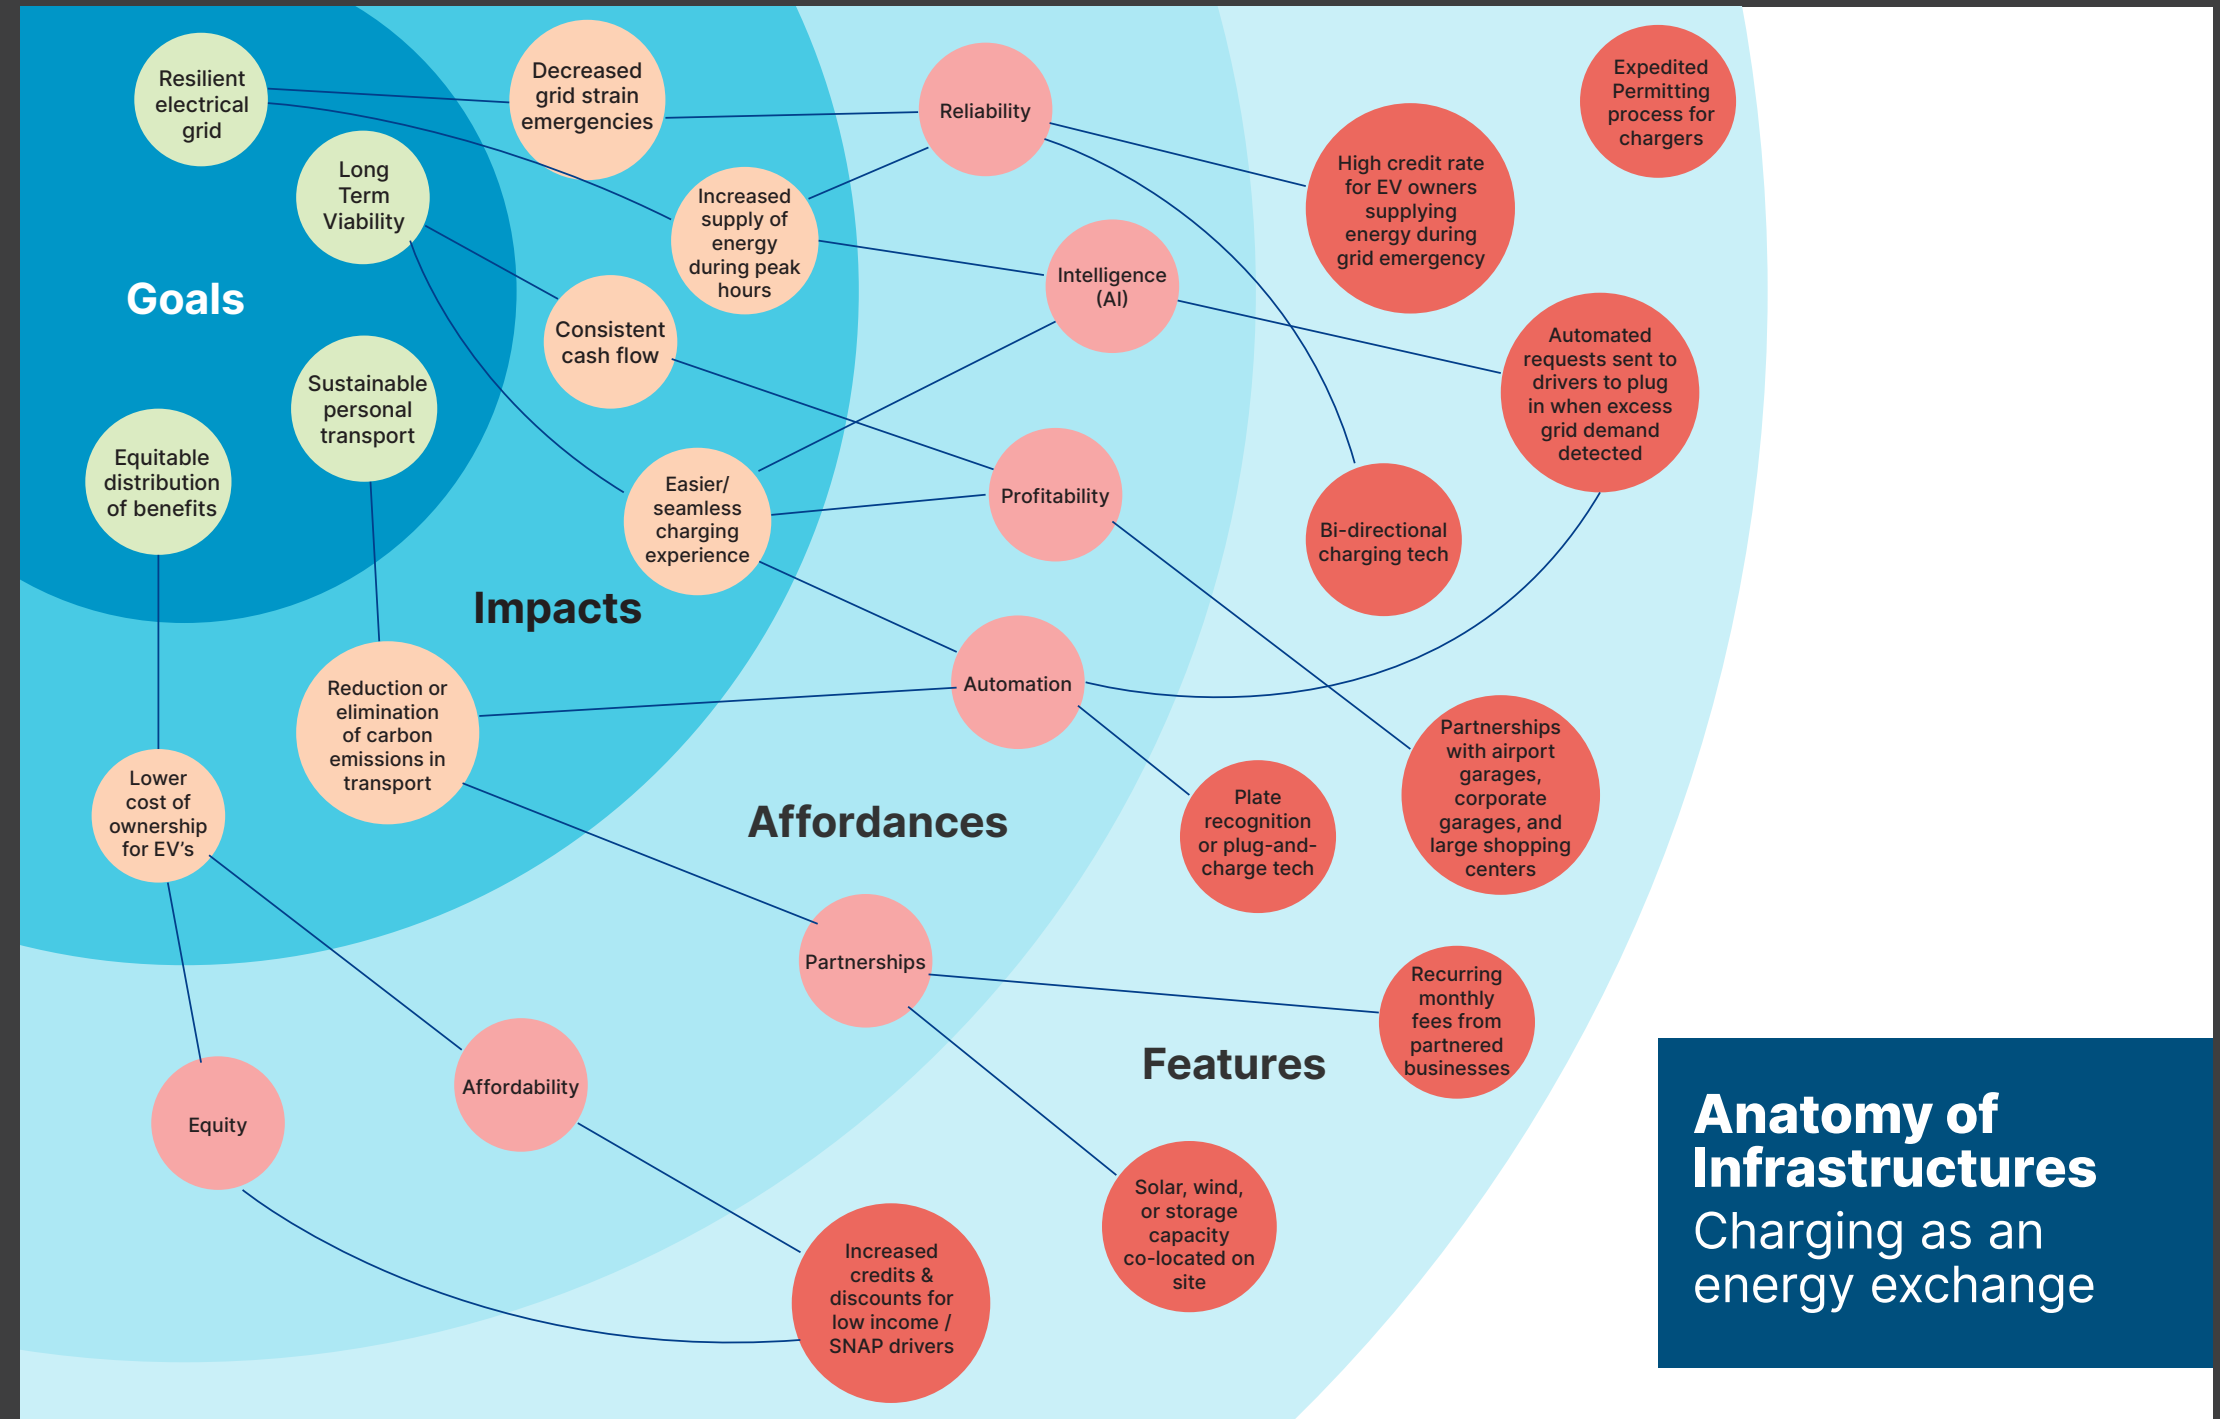 Resilient
electrical
grid
Long
Term
Viability
Goals
Sustainable
personal
transport
Equitable
distribution
of benefits
Decreased
grid strain
emergencies
Increased
supply of
energy
during peak
hours
Consistent
cash flow
Easier/
seamless
charging
experience
Impacts
Reduction or
elimination
of carbon
emissions in
transport
Lower
cost of
ownership
for EV’s
Reliability
Intelligence
(AI)
Profitability
Automation
Affordances
Partnerships
Affordability
Equity
Expedited
Permitting
process for
chargers
High credit rate
for EV owners
supplying
energy during
grid emergency
Automated
requests sent to
drivers to plug
in when excess
grid demand
detected
Bi-directional
charging tech
Partnerships
with airport
garages,
corporate
garages, and
large shopping
centers
Plate
recognition
or plug-and-
charge tech
Recurring
monthly
fees from
partnered
businesses
Features
Solar, wind,
or storage
capacity
co-located on
site
Increased
credits &
discounts for
low income /
SNAP drivers
Anatomy of
Infrastructures
Charging as an
energy exchange